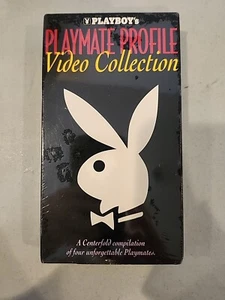 PLAYBOY's
PLAYMATE PROFILE
Video Collection
A Centerfold compilation
of four unforgettable Playmates.